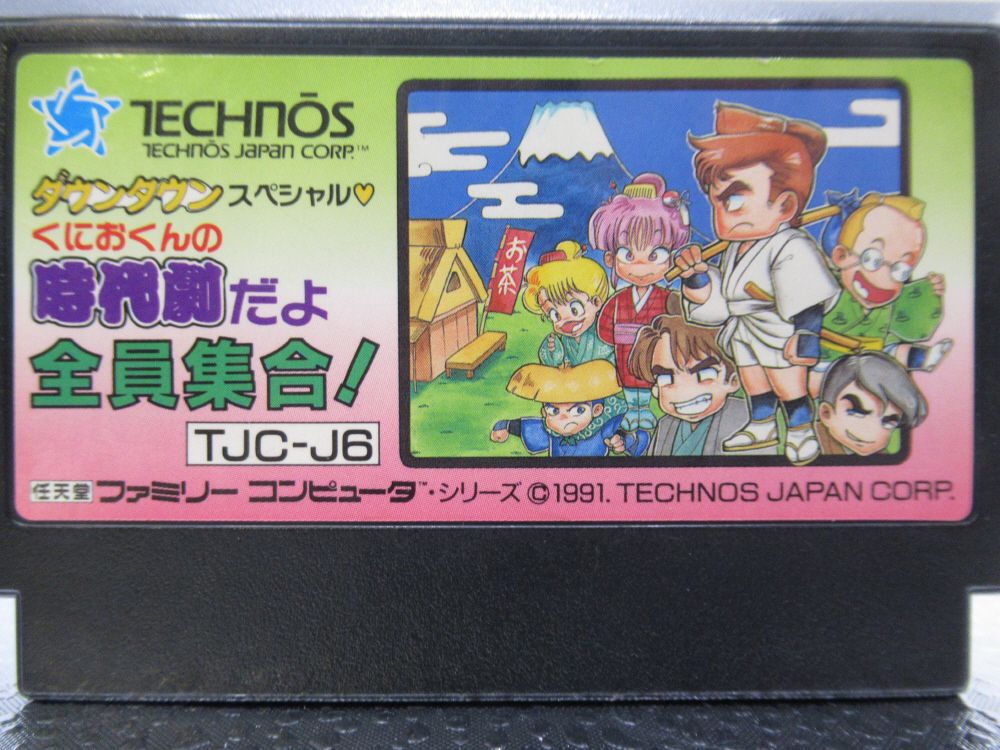 TECHNŌS
TECHNŌS JAPAN CORP.™
ダウンタウンスペシャル♥
くにおくんの
時代劇だよ
全員集合!
TJC-J6
お茶
任天堂 ファミリー コンピュータ™・シリーズ ©1991. TECHNOS JAPAN CORP.